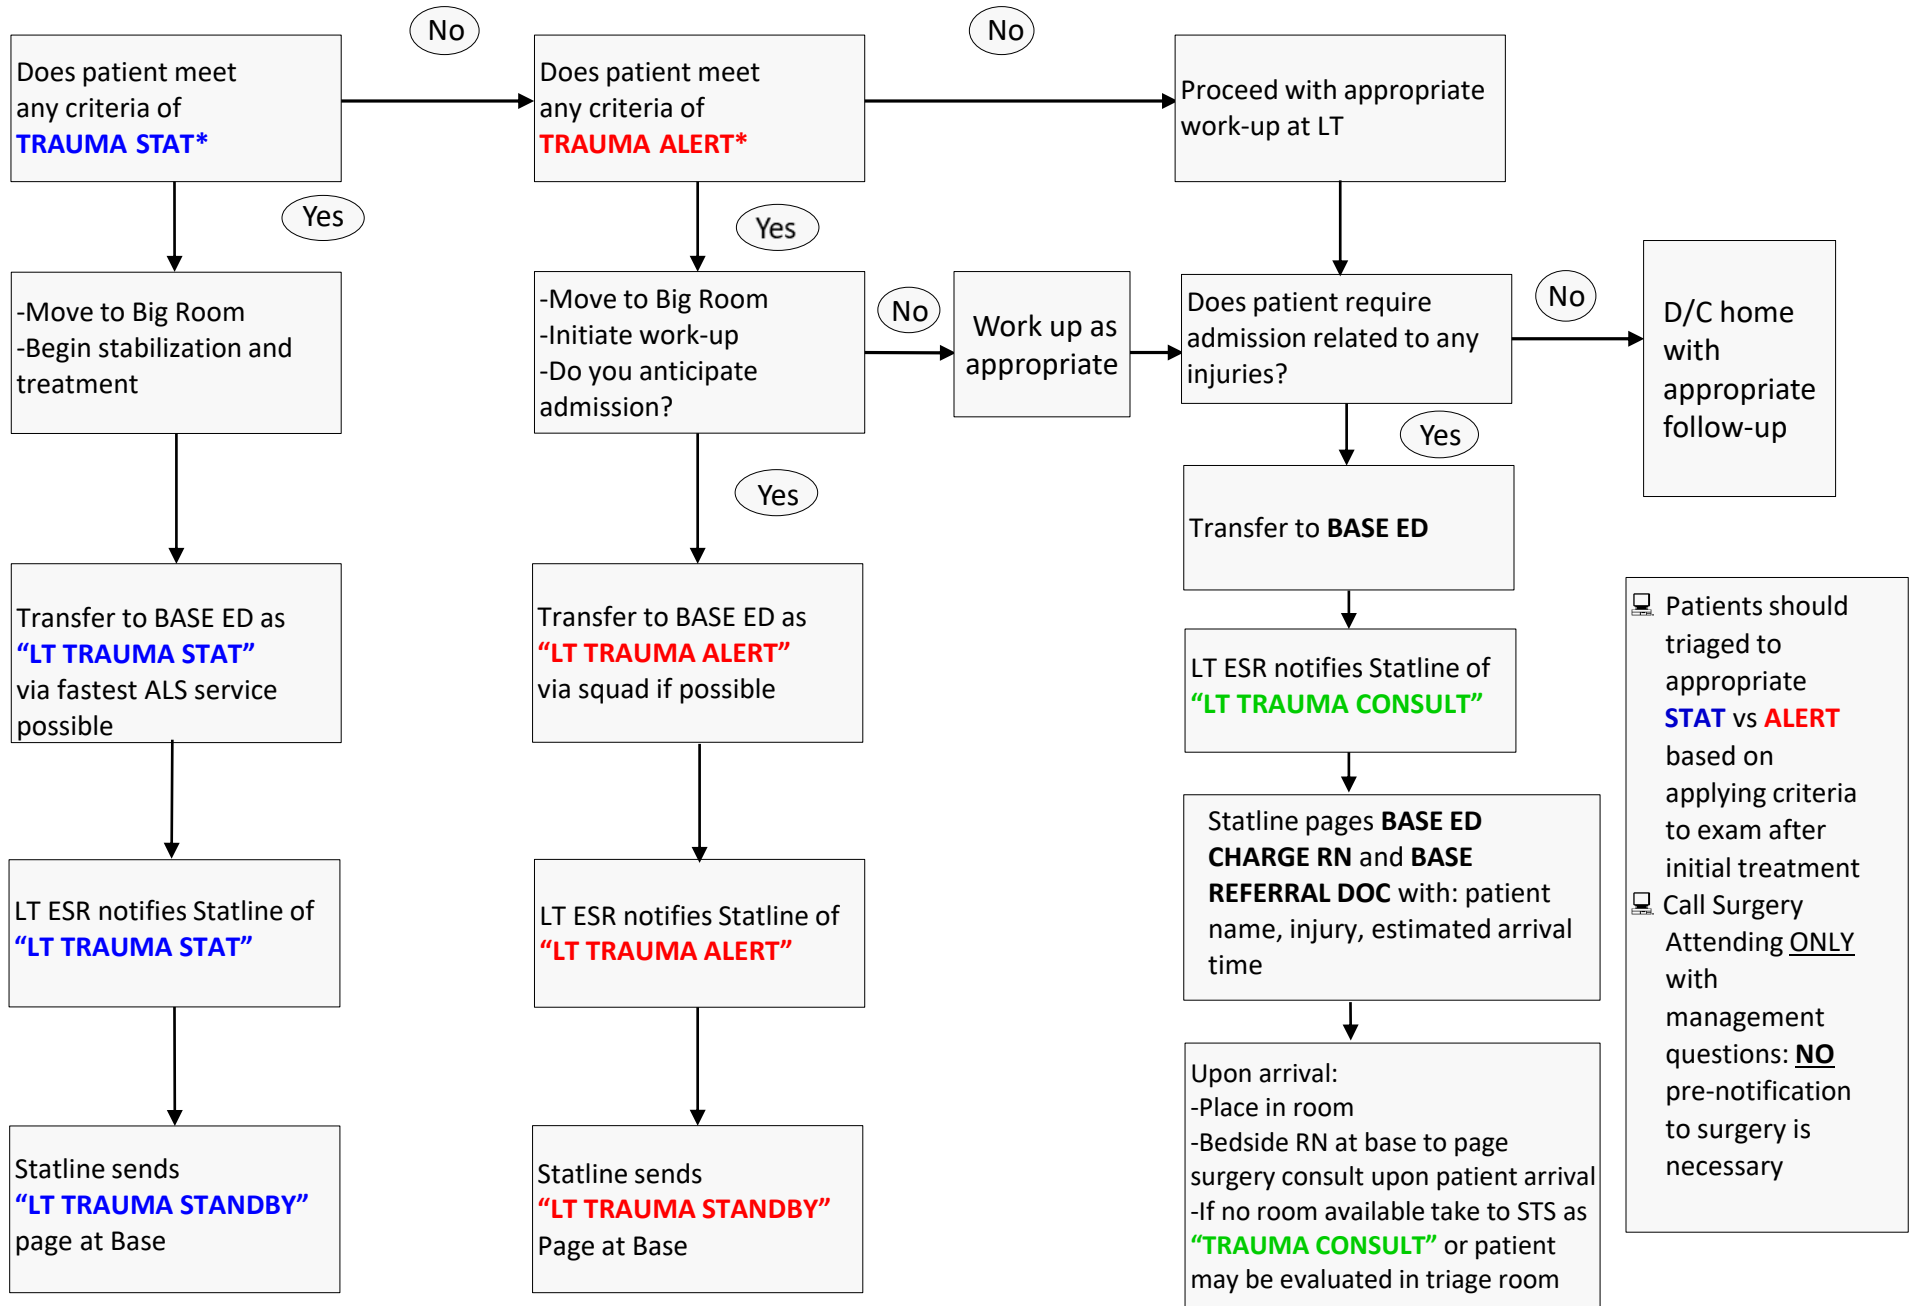 No
No
Does patient meet
any criteria of
TRAUMA STAT*
Does patient meet
any criteria of
TRAUMA ALERT*
Proceed with appropriate
work-up at LT
Yes
Yes
-Move to Big Room
-Begin stabilization and
treatment
-Move to Big Room
-Initiate work-up
-Do you anticipate
admission?
No
Work up as
appropriate
Does patient require
admission related to any
injuries?
No
D/C home
with
appropriate
follow-up
Yes
Yes
Transfer to BASE ED
Transfer to BASE ED as
“LT TRAUMA STAT”
via fastest ALS service
possible
Transfer to BASE ED as
“LT TRAUMA ALERT”
via squad if possible
LT ESR notifies Statline of
“LT TRAUMA CONSULT”
Statline pages BASE ED
CHARGE RN and BASE
REFERRAL DOC with: patient
name, injury, estimated arrival
time
LT ESR notifies Statline of
“LT TRAUMA STAT”
LT ESR notifies Statline of
“LT TRAUMA ALERT”
Upon arrival:
-Place in room
-Bedside RN at base to page
surgery consult upon patient arrival
-If no room available take to STS as
“TRAUMA CONSULT” or patient
may be evaluated in triage room
Statline sends
“LT TRAUMA STANDBY”
page at Base
Statline sends
“LT TRAUMA STANDBY”
Page at Base
Patients should
triaged to
appropriate
STAT vs ALERT
based on
applying criteria
to exam after
initial treatment
Call Surgery
Attending ONLY
with
management
questions: NO
pre-notification
to surgery is
necessary